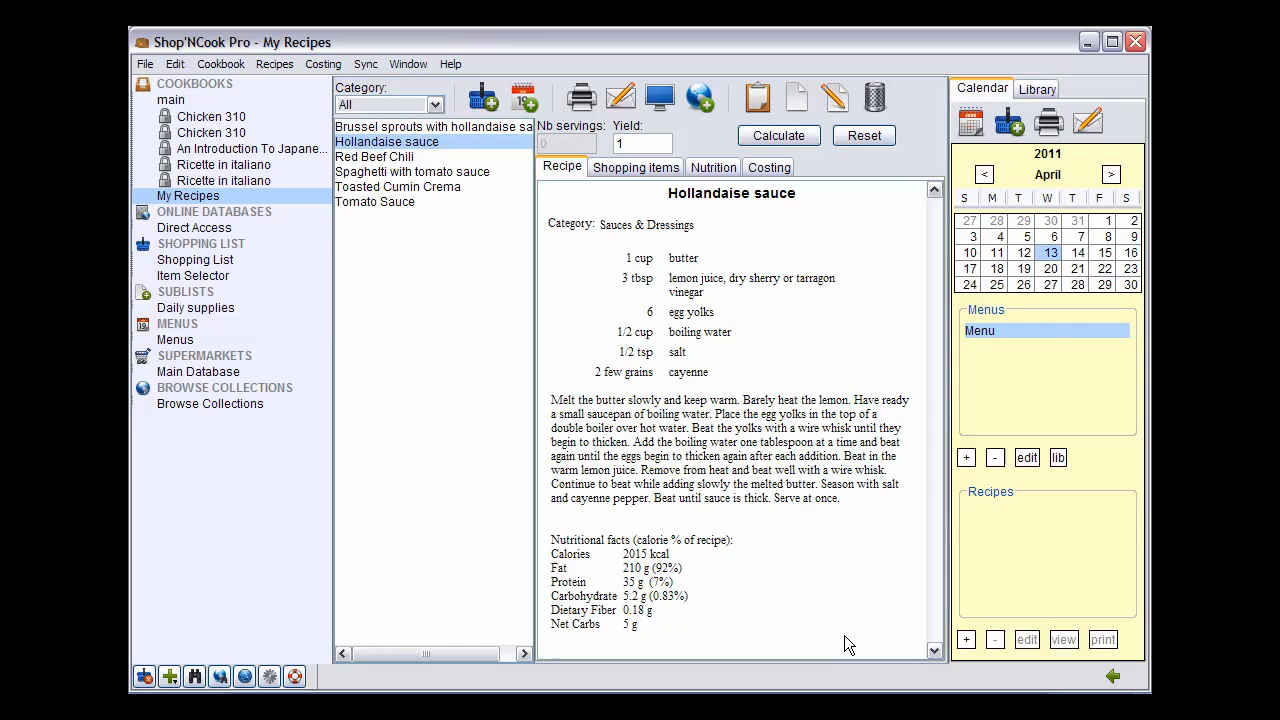 Shop'NCook Pro - My Recipes
File Edit Cookbook Recipes Costing Sync Window Help
COOKBOOKS
main
Chicken 310
Chicken 310
An Introduction To Japane...
Ricette in italiano
Ricette in italiano
My Recipes
ONLINE DATABASES
Direct Access
SHOPPING LIST
Shopping List
Item Selector
SUBLISTS
Daily supplies
MENUS
Menus
SUPERMARKETS
Main Database
BROWSE COLLECTIONS
Browse Collections
Category:
All
Brussel sprouts with hollandaise sa
Hollandaise sauce
Red Beef Chili
Spaghetti with tomato sauce
Toasted Cumin Crema
Tomato Sauce
Nb servings: Yield:
0 1 Calculate Reset
Recipe Shopping items Nutrition Costing
Hollandaise sauce
Category: Sauces & Dressings
1 cup butter
3 tbsp lemon juice, dry sherry or tarragon
vinegar
6 egg yolks
1/2 cup boiling water
1/2 tsp salt
2 few grains cayenne
Melt the butter slowly and keep warm. Barely heat the lemon. Have ready
a small saucepan of boiling water. Place the egg yolks in the top of a
double boiler over hot water. Beat the yolks with a wire whisk until they
begin to thicken. Add the boiling water one tablespoon at a time and beat
again until the eggs begin to thicken again after each addition. Beat in the
warm lemon juice. Remove from heat and beat well with a wire whisk.
Continue to beat while adding slowly the melted butter. Season with salt
and cayenne pepper. Beat until sauce is thick. Serve at once.
Nutritional facts (calorie % of recipe):
Calories 2015 kcal
Fat 210 g (92%)
Protein 35 g (7%)
Carbohydrate 5.2 g (0.83%)
Dietary Fiber 0.18 g
Net Carbs 5 g
Calendar Library
2011
< April >
S M T W T F S
27 28 29 30 31 1 2
3 4 5 6 7 8 9
10 11 12 13 14 15 16
17 18 19 20 21 22 23
24 25 26 27 28 29 30
Menus
Menu
+ - edit lib
Recipes
+ - edit view print